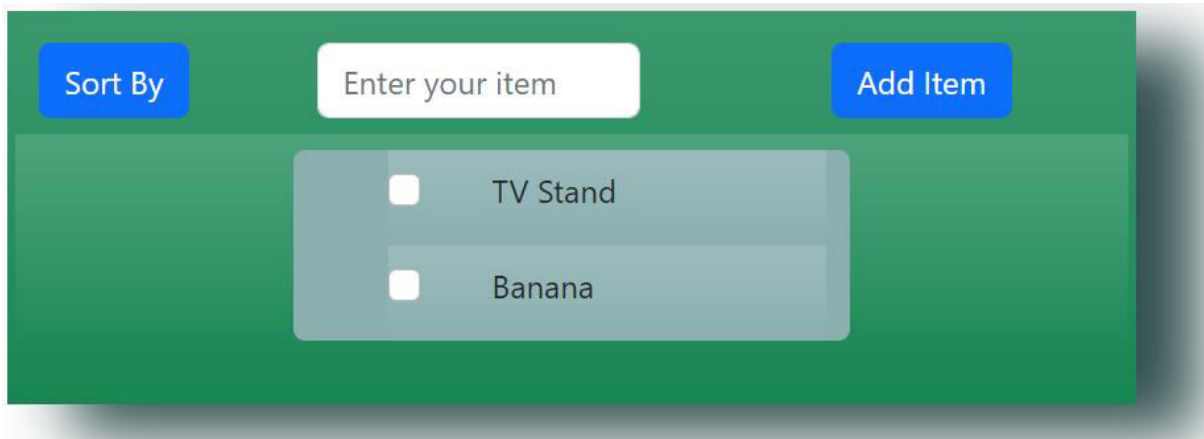 Sort By
Enter your item
Add Item
TV Stand
Banana